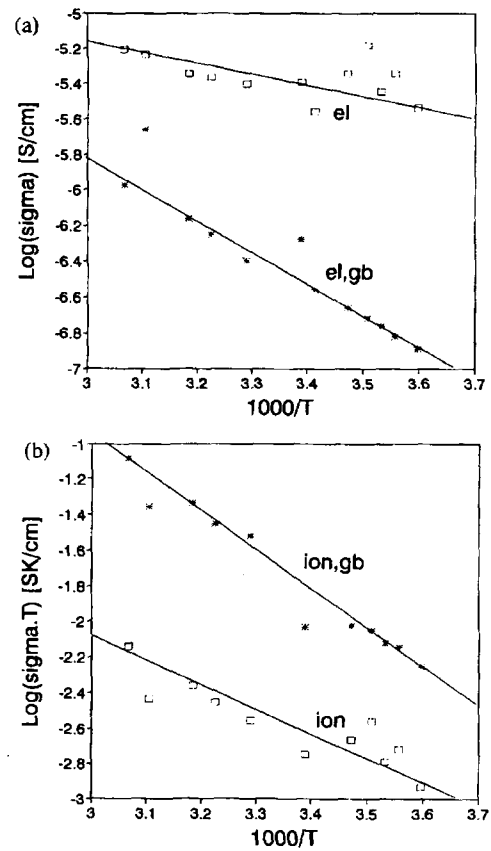 (a)
Log(sigma) [S/cm]
-5
-5.2
-5.4
-5.6
-5.8
-6
-6.2
-6.4
-6.6
-6.8
-7
el
el,gb
3 3.1 3.2 3.3 3.4 3.5 3.6 3.7
1000/T
(b)
Log(sigma.T) [SK/cm]
-1
-1.2
-1.4
-1.6
-1.8
-2
-2.2
-2.4
-2.6
-2.8
-3
ion,gb
ion
3 3.1 3.2 3.3 3.4 3.5 3.6 3.7
1000/T